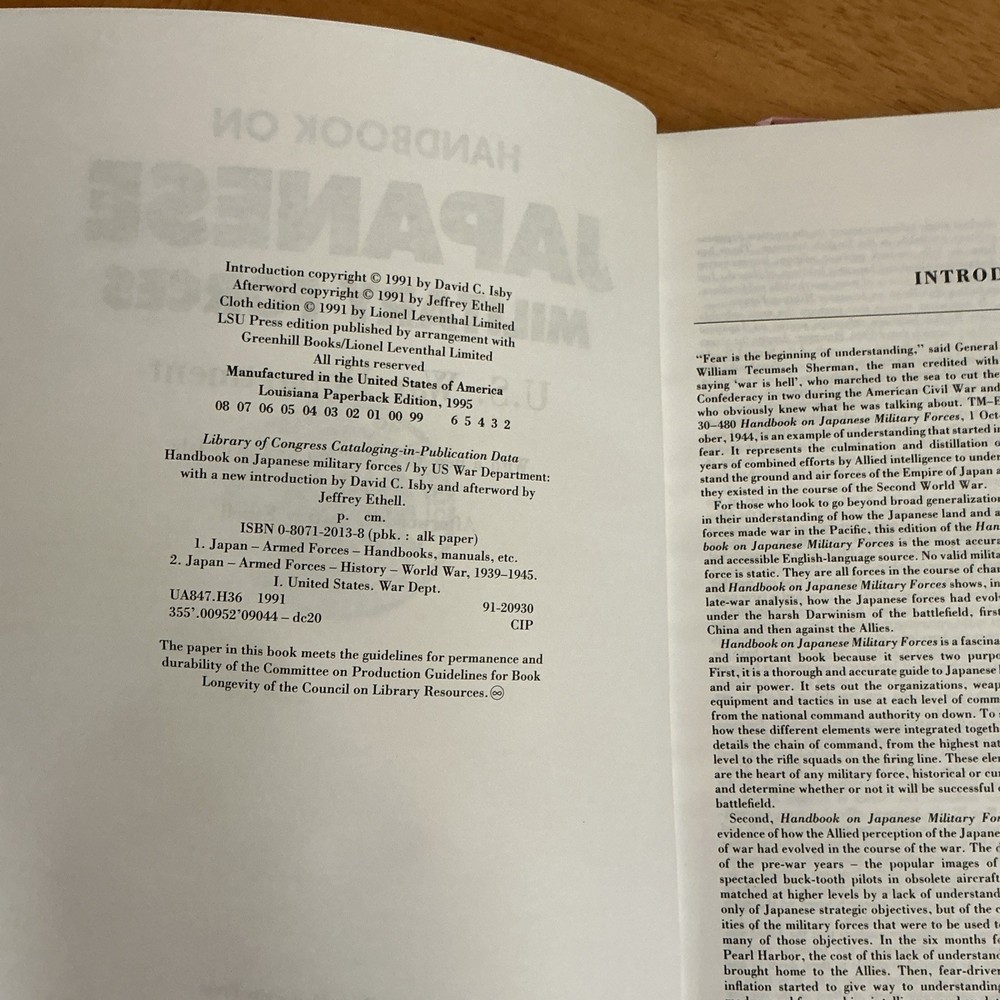 Introduction copyright © 1991 by David C. Isby
Afterword copyright © 1991 by Jeffrey Ethell
Cloth edition © 1991 by Lionel Leventhal Limited
LSU Press edition published by arrangement with
Greenhill Books/Lionel Leventhal Limited
All rights reserved
Manufactured in the United States of America
Louisiana Paperback Edition, 1995
08 07 06 05 04 03 02 01 00 99 6 5 4 3 2
Library of Congress Cataloging-in-Publication Data
Handbook on Japanese military forces / by US War Department:
with a new introduction by David C. Isby and afterword by
Jeffrey Ethell.
p. cm.
ISBN 0-8071-2013-8 (pbk. : alk paper)
1. Japan – Armed Forces – Handbooks, manuals, etc.
2. Japan – Armed Forces – History – World War, 1939–1945.
I. United States. War Dept.
UA847.H36 1991 91-20930
355’.00952’09044 – dc20 CIP
The paper in this book meets the guidelines for permanence and
durability of the Committee on Production Guidelines for Book
Longevity of the Council on Library Resources. ♾
INTROD
“Fear is the beginning of understanding,” said General
William Tecumseh Sherman, the man credited with
saying ‘war is hell’, who marched to the sea to cut the
Confederacy in two during the American Civil War and
who obviously knew what he was talking about. TM–E
30–480 Handbook on Japanese Military Forces, 1 Oct-
ober, 1944, is an example of understanding that started in
fear. It represents the culmination and distillation o
years of combined efforts by Allied intelligence to under
stand the ground and air forces of the Empire of Japan a
they existed in the course of the Second World War.
For those who look to go beyond broad generalization
in their understanding of how the Japanese land and a
forces made war in the Pacific, this edition of the Han
book on Japanese Military Forces is the most accura
and accessible English-language source. No valid milita
force is static. They are all forces in the course of chan
and Handbook on Japanese Military Forces shows, in
late-war analysis, how the Japanese forces had evol
under the harsh Darwinism of the battlefield, first
China and then against the Allies.
Handbook on Japanese Military Forces is a fascina
and important book because it serves two purpo
First, it is a thorough and accurate guide to Japanese l
and air power. It sets out the organizations, weap
equipment and tactics in use at each level of comm
from the national command authority on down. To
how these different elements were integrated togeth
details the chain of command, from the highest nat
level to the rifle squads on the firing line. These ele
are the heart of any military force, historical or cu
and determine whether or not it will be successful
battlefield.
Second, Handbook on Japanese Military For
evidence of how the Allied perception of the Japane
of war had evolved in the course of the war. The
of the pre-war years – the popular images of
spectacled buck-tooth pilots in obsolete aircraft
matched at higher levels by a lack of understand
only of Japanese strategic objectives, but of the c
ities of the military forces that were to be used t
many of those objectives. In the six months f
Pearl Harbor, the cost of this lack of understand
brought home to the Allies. Then, fear-driven
inflation started to give way to understanding